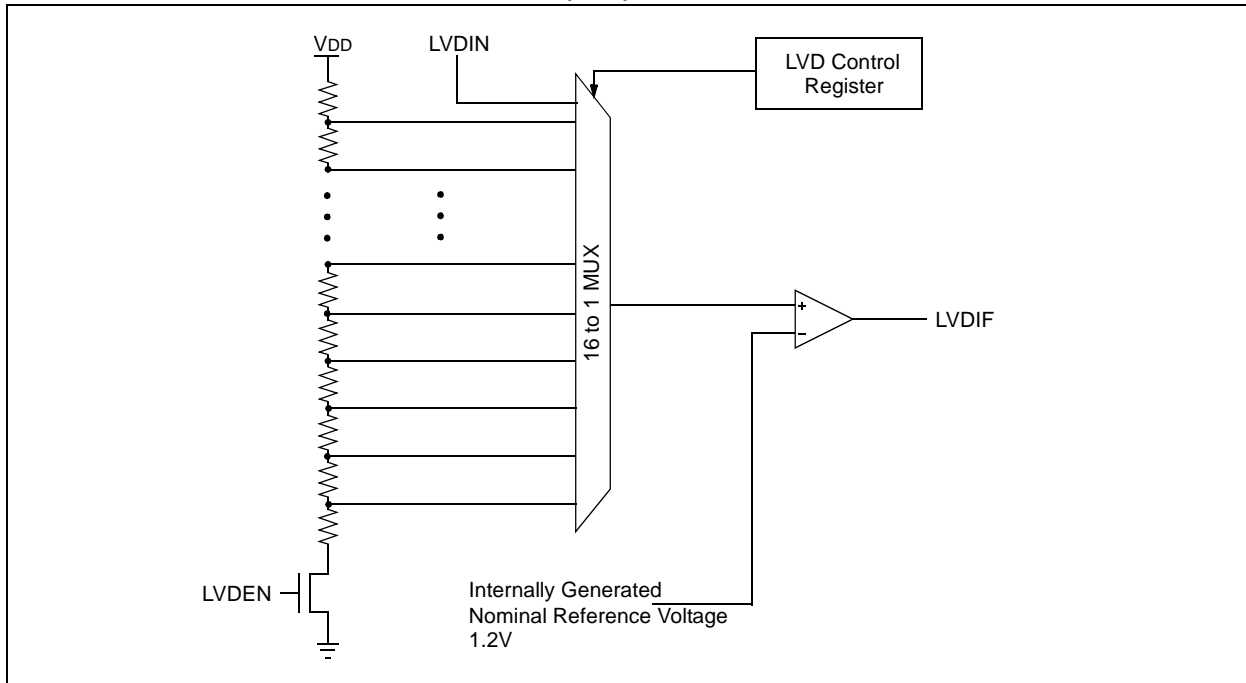 VDD
LVDIN
LVD Control
Register
16 to 1 MUX
+
−
LVDIF
LVDEN
Internally Generated
Nominal Reference Voltage
1.2V